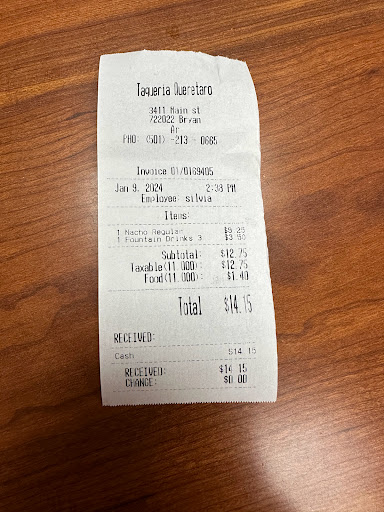 Taqueria Queretaro
3411 Main st
722022 Bryan
Ar
PHO: (501) -213 - 0665
Invoice 01/0169405
Jan 9, 2024 2:38 PM
Employee: silvia
Items:
1 Nacho Regular $9.25
1 Fountain Drinks 3 $3.50
Subtotal: $12.75
Taxable(11.000): $12.75
Food(11.000): $1.40
Total $14.15
RECEIVED:
Cash $14.15
RECEIVED: $14.15
CHANGE: $0.00